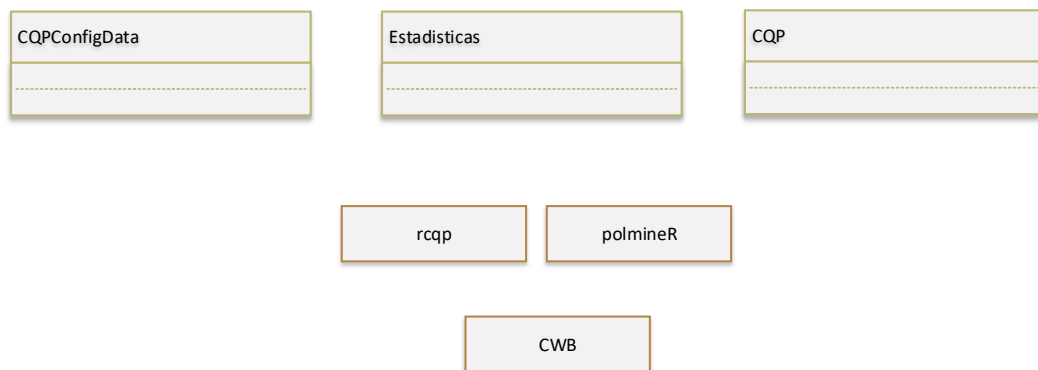 CQPConfigData
Estadisticas
CQP
rcqp
polmineR
CWB